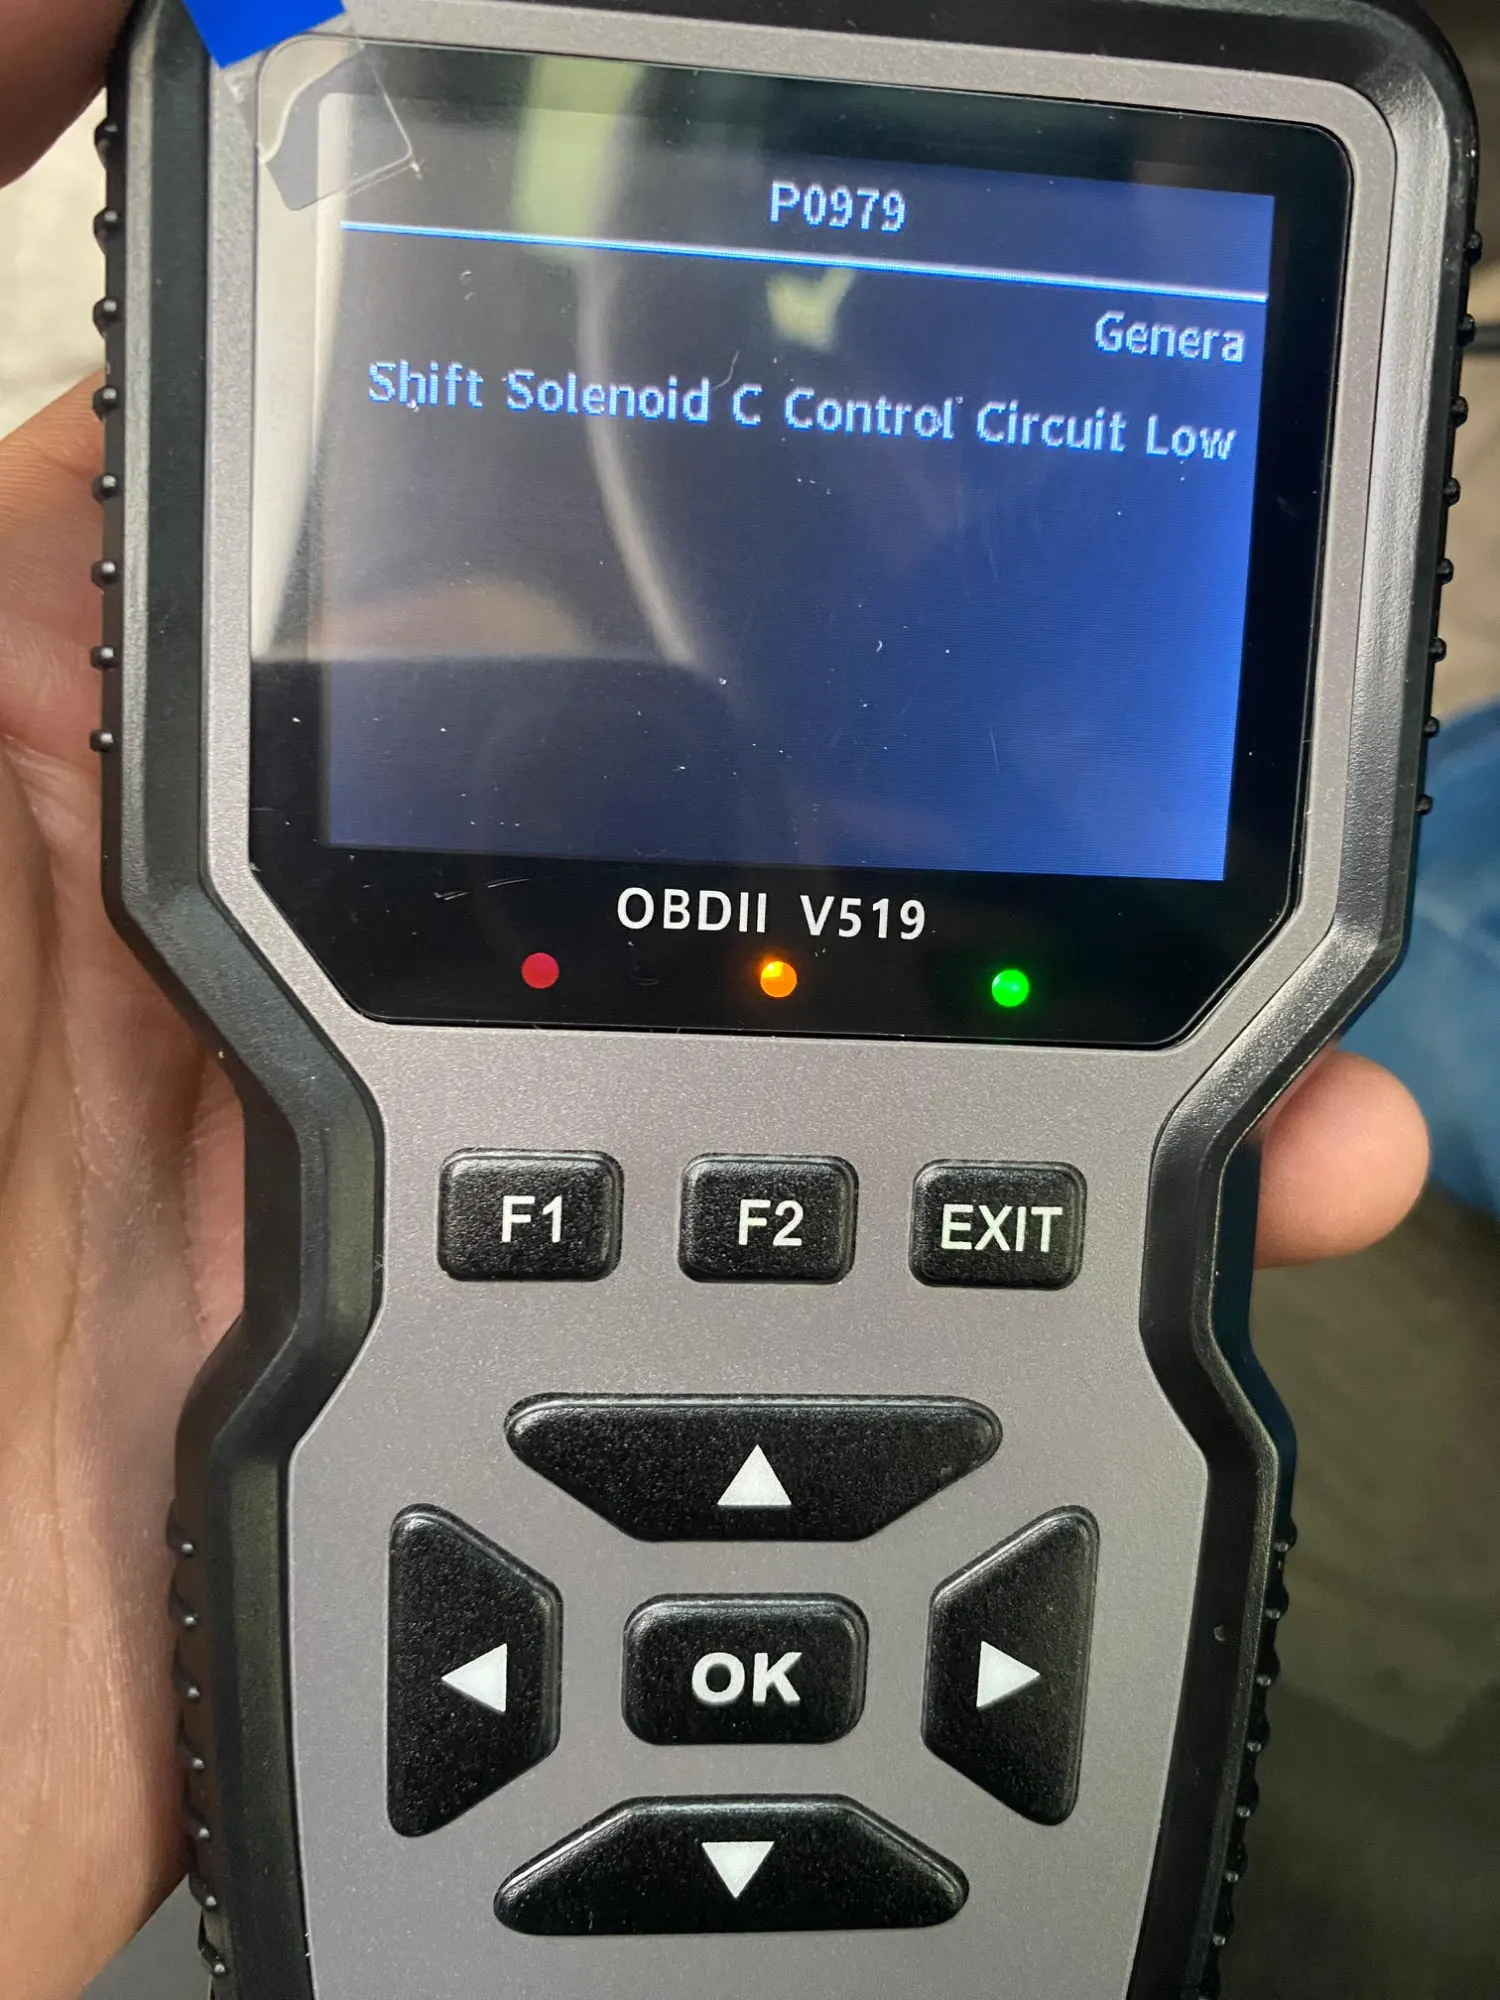 P0979
Genera
Shift Solenoid C Control Circuit Low
OBDII V519
F1 F2 EXIT
OK